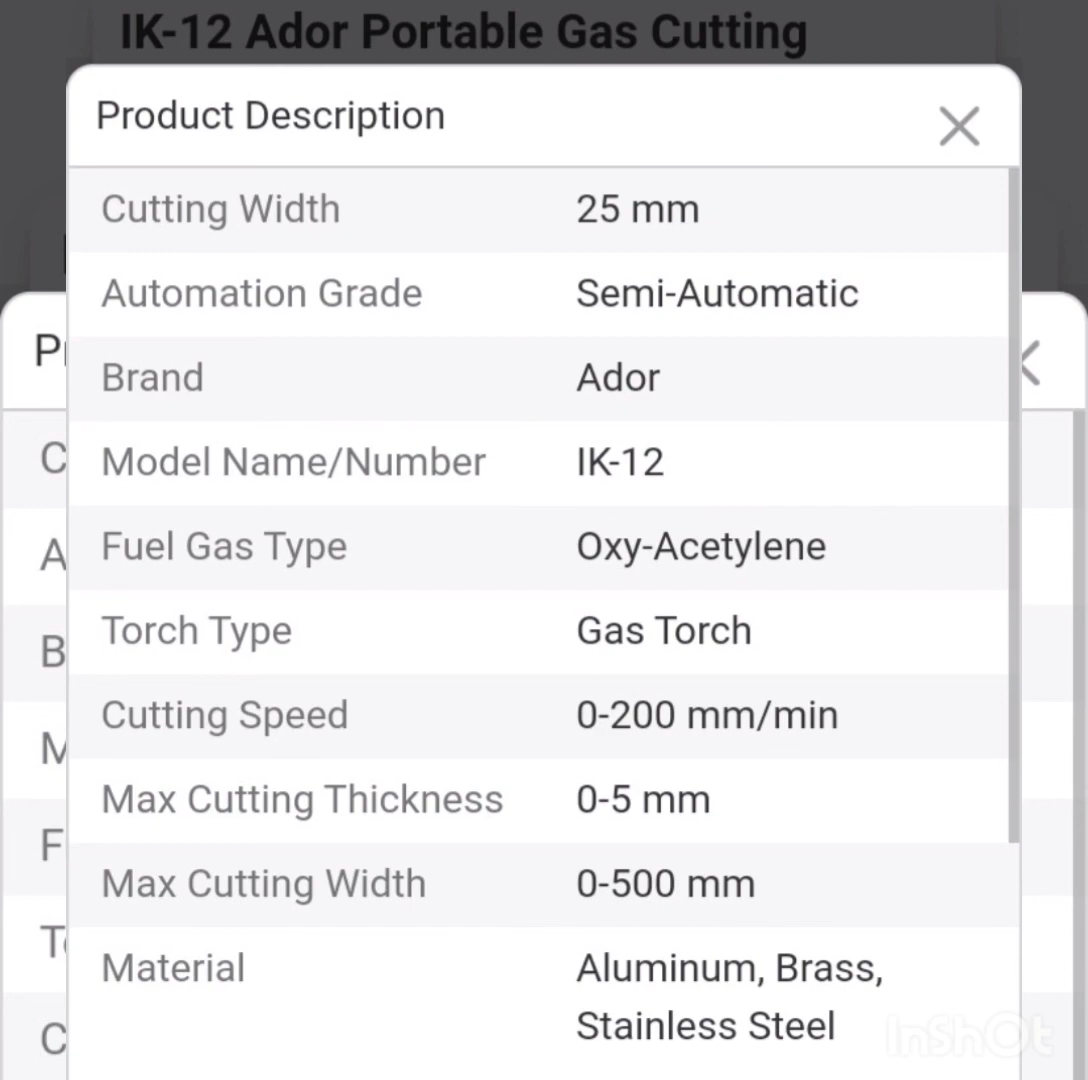 IK-12 Ador Portable Gas Cutting
Product Description
Cutting Width 25 mm
Automation Grade Semi-Automatic
Brand Ador
Model Name/Number IK-12
Fuel Gas Type Oxy-Acetylene
Torch Type Gas Torch
Cutting Speed 0-200 mm/min
Max Cutting Thickness 0-5 mm
Max Cutting Width 0-500 mm
Material Aluminum, Brass,
Stainless Steel
InShOt